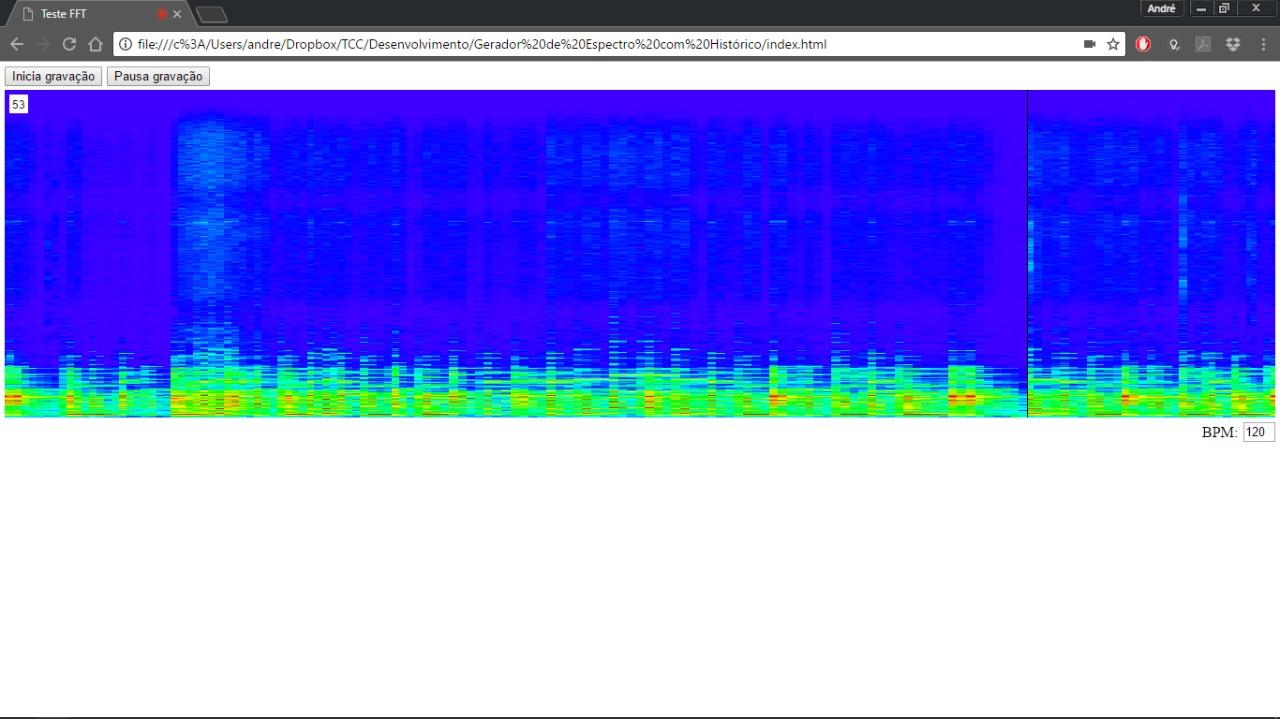 Teste FFT
André
file:///c%3A/Users/andre/Dropbox/TCC/Desenvolvimento/Gerador%20de%20Espectro%20com%20Histórico/index.html
Inicia gravação Pausa gravação
53
BPM: 120